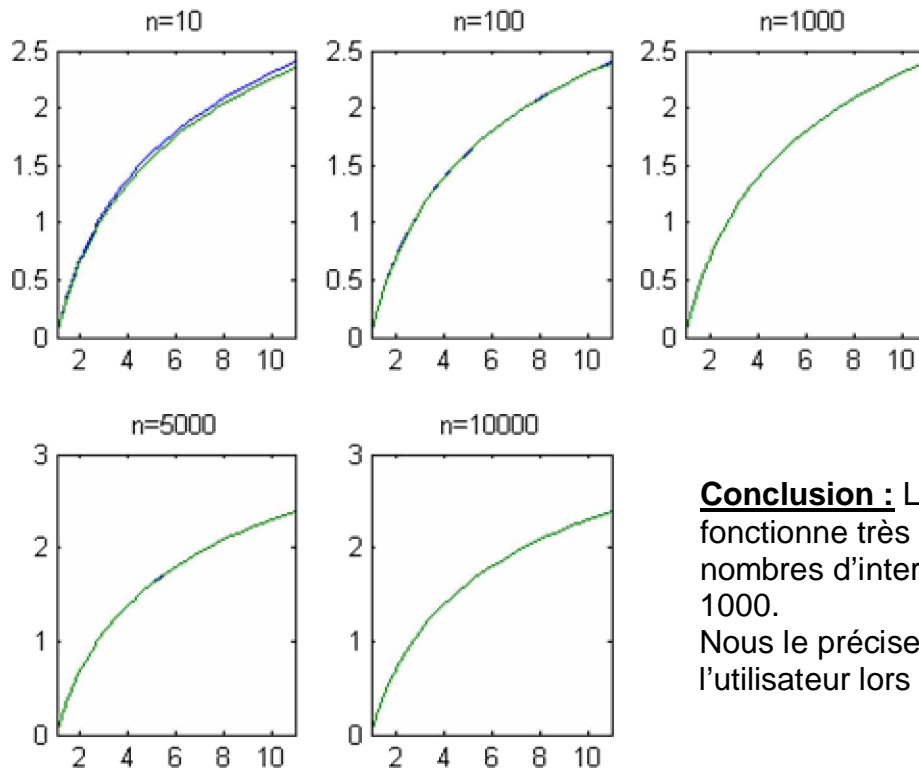 n=10
n=100
n=1000
2.5
2
1.5
1
0.5
0
2 4 6 8 10
2.5
2
1.5
1
0.5
0
2 4 6 8 10
2.5
2
1.5
1
0.5
0
2 4 6 8 10
n=5000
n=10000
3
2
1
0
2 4 6 8 10
3
2
1
0
2 4 6 8 10
Conclusion : L
fonctionne très
nombres d’inter
1000.
Nous le précise
l’utilisateur lors